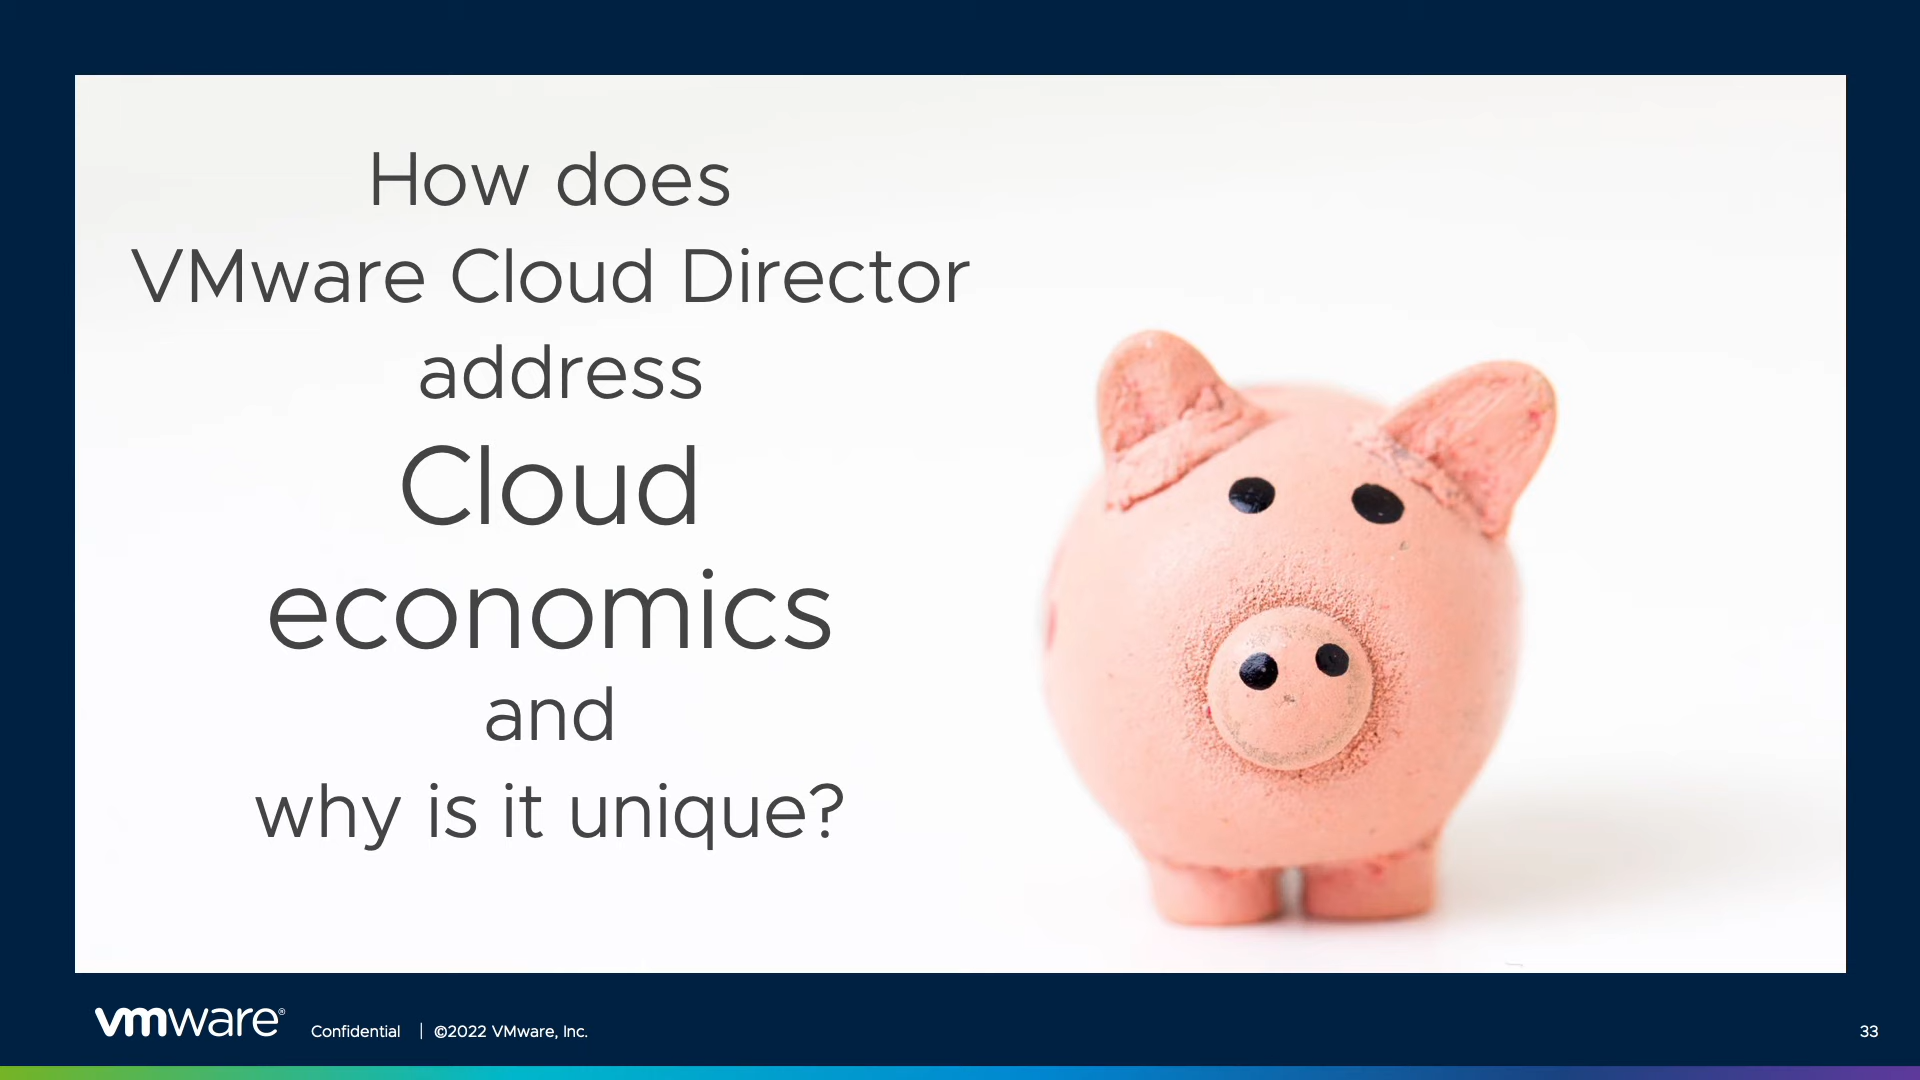 How does
VMware Cloud Director
address
Cloud
economics
and
why is it unique?
vmware®
Confidential | ©2022 VMware, Inc.
33